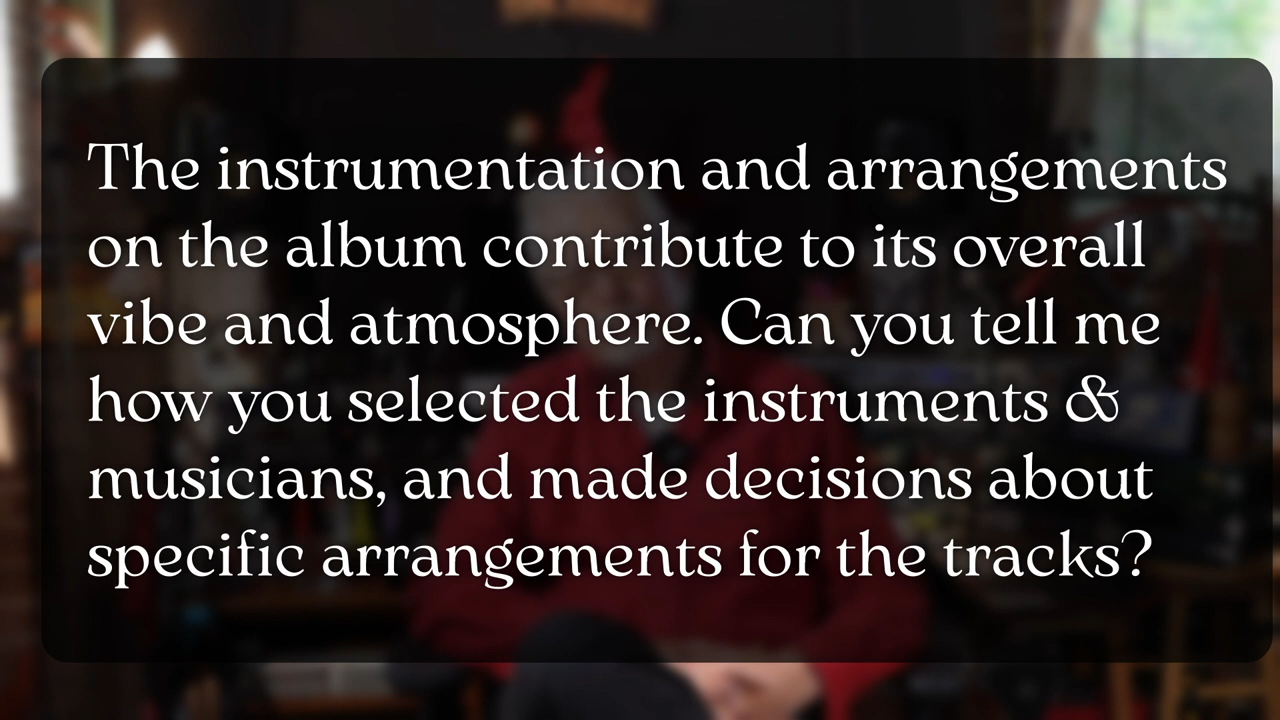 The instrumentation and arrangements
on the album contribute to its overall
vibe and atmosphere. Can you tell me
how you selected the instruments &
musicians, and made decisions about
specific arrangements for the tracks?